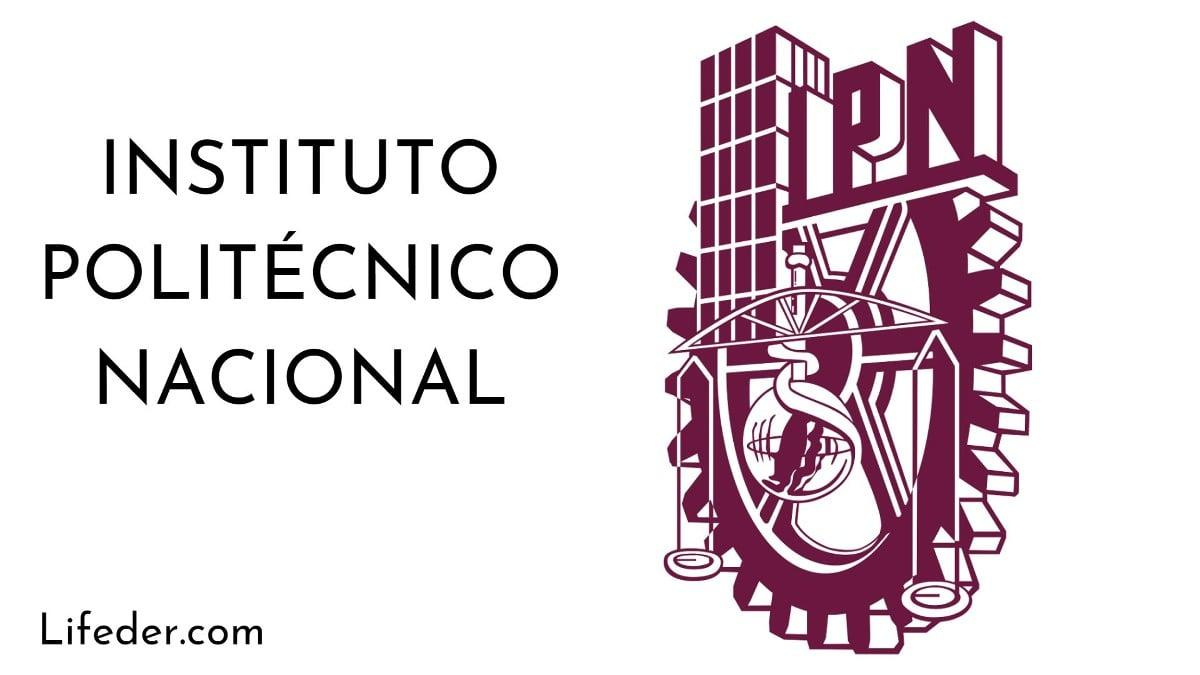 INSTITUTO
POLITÉCNICO
NACIONAL
Lifeder.com
IPN